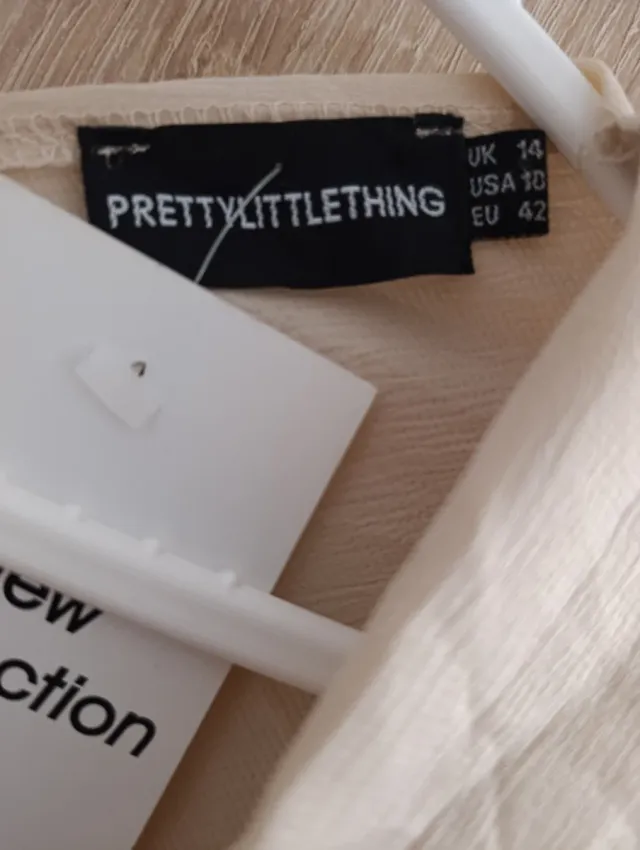 PRETTYLITTLETHING
UK 14
USA 10
EU 42
ew
ction